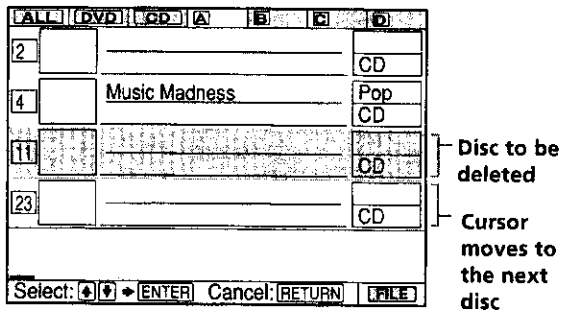 ALL DVD CD A B C D
2
CD
4 Music Madness Pop
CD
11
CD
23
CD
Disc to be
deleted
Cursor
moves to
the next
disc
Select: ENTER Cancel: RETURN FILE